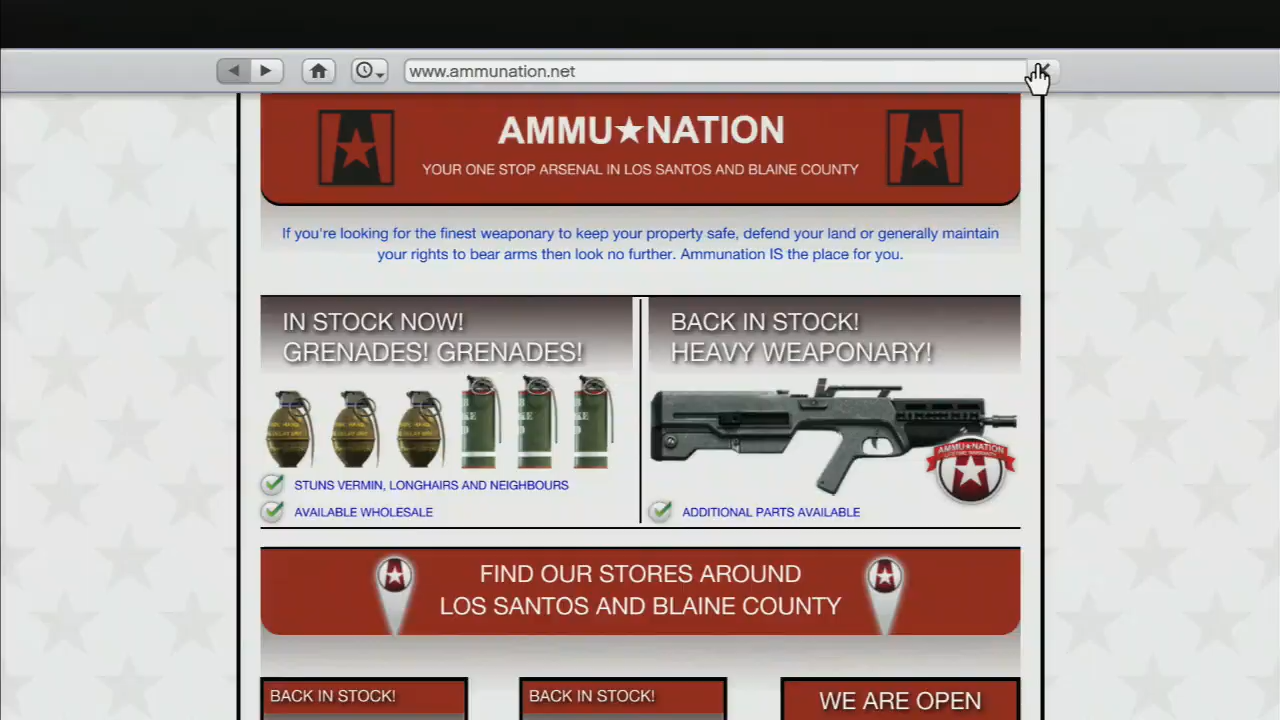 www.ammunation.net
AMMU★NATION
YOUR ONE STOP ARSENAL IN LOS SANTOS AND BLAINE COUNTY
If you're looking for the finest weaponary to keep your property safe, defend your land or generally maintain
your rights to bear arms then look no further. Ammunation IS the place for you.
IN STOCK NOW!
GRENADES! GRENADES!
STUNS VERMIN, LONGHAIRS AND NEIGHBOURS
AVAILABLE WHOLESALE
BACK IN STOCK!
HEAVY WEAPONARY!
AMMU★NATION
ADDITIONAL PARTS AVAILABLE
FIND OUR STORES AROUND
LOS SANTOS AND BLAINE COUNTY
BACK IN STOCK!
BACK IN STOCK!
WE ARE OPEN